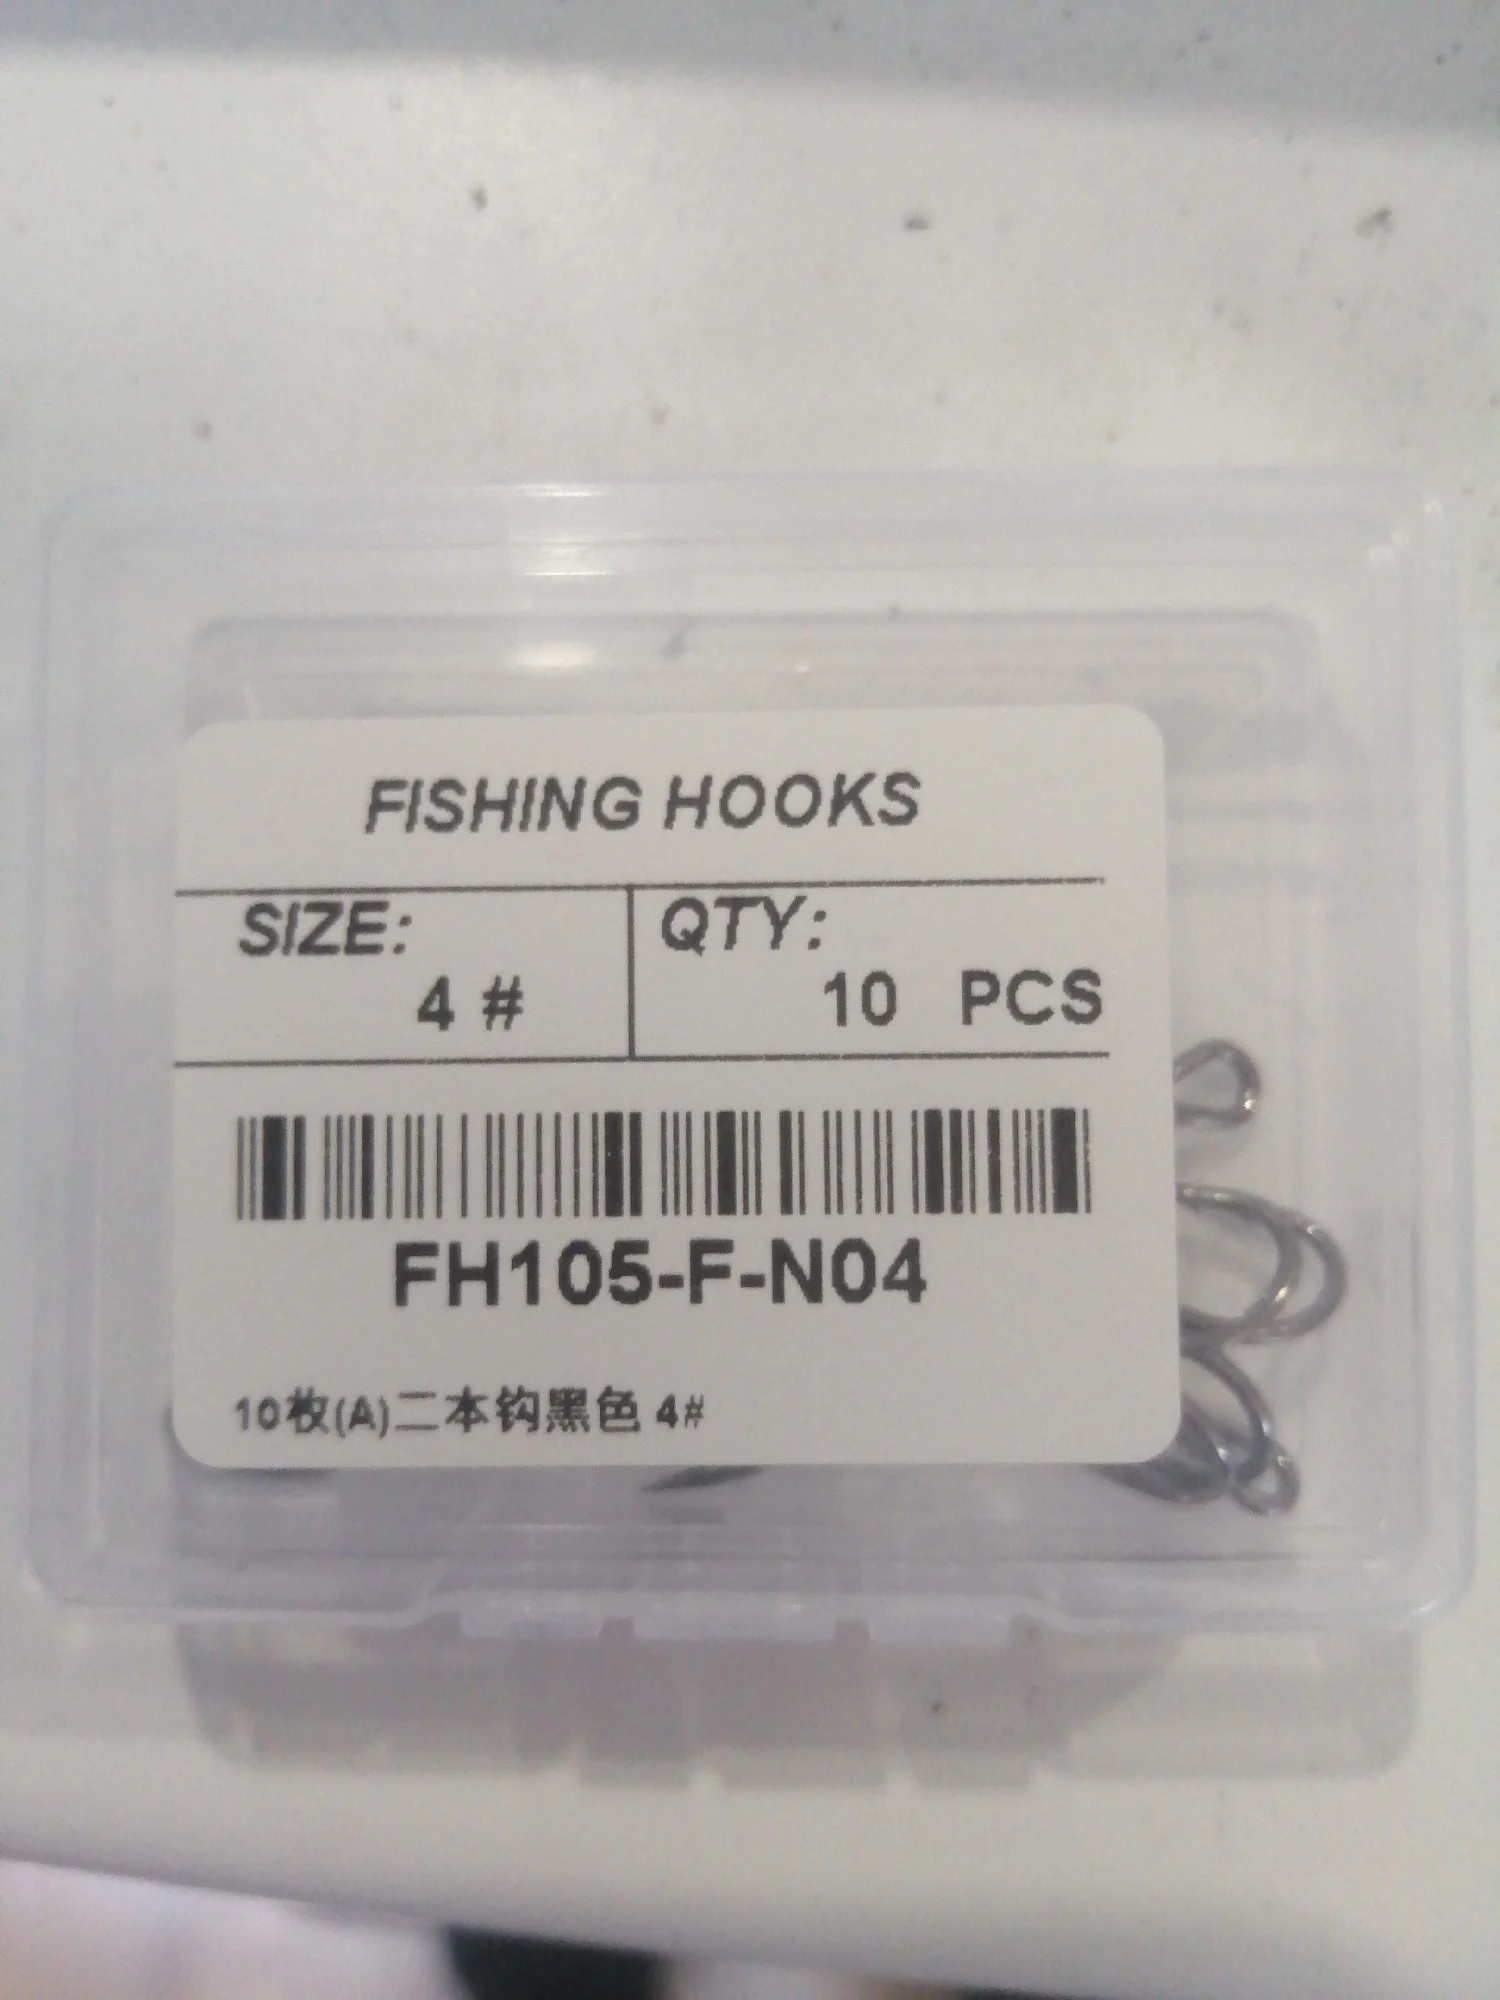 FISHING HOOKS
SIZE:
4 #
QTY:
10 PCS
FH105-F-N04
10枚(A)二本钩黑色 4#